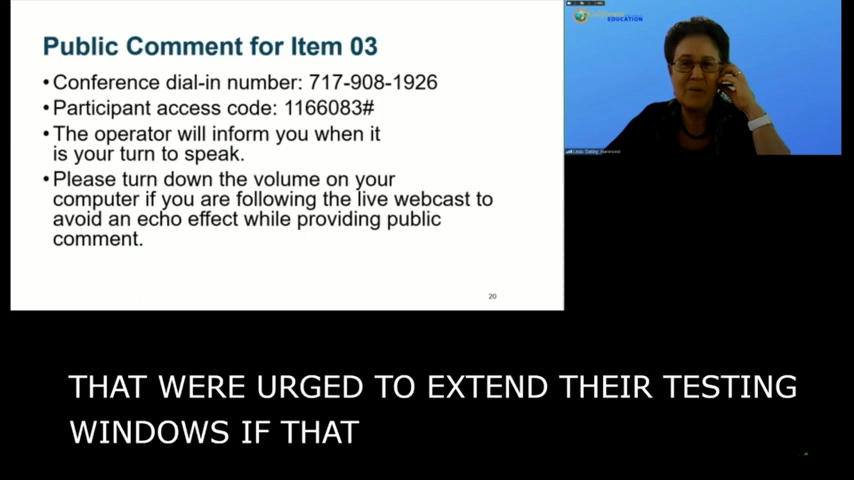 Public Comment for Item 03
• Conference dial-in number: 717-908-1926
• Participant access code: 1166083#
• The operator will inform you when it
is your turn to speak.
• Please turn down the volume on your
computer if you are following the live webcast to
avoid an echo effect while providing public
comment.
20
EDUCATION
THAT WERE URGED TO EXTEND THEIR TESTING
WINDOWS IF THAT